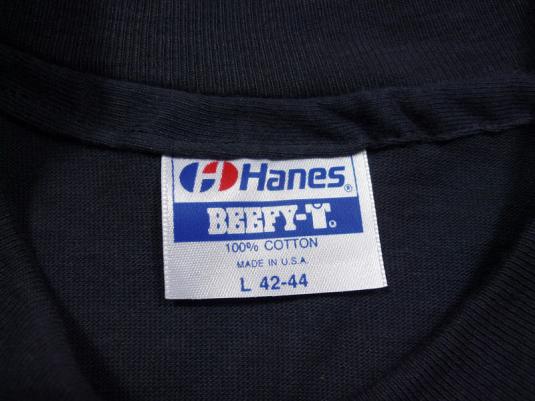 Hanes®
BEEFY-T®
100% COTTON
MADE IN U.S.A.
L 42-44